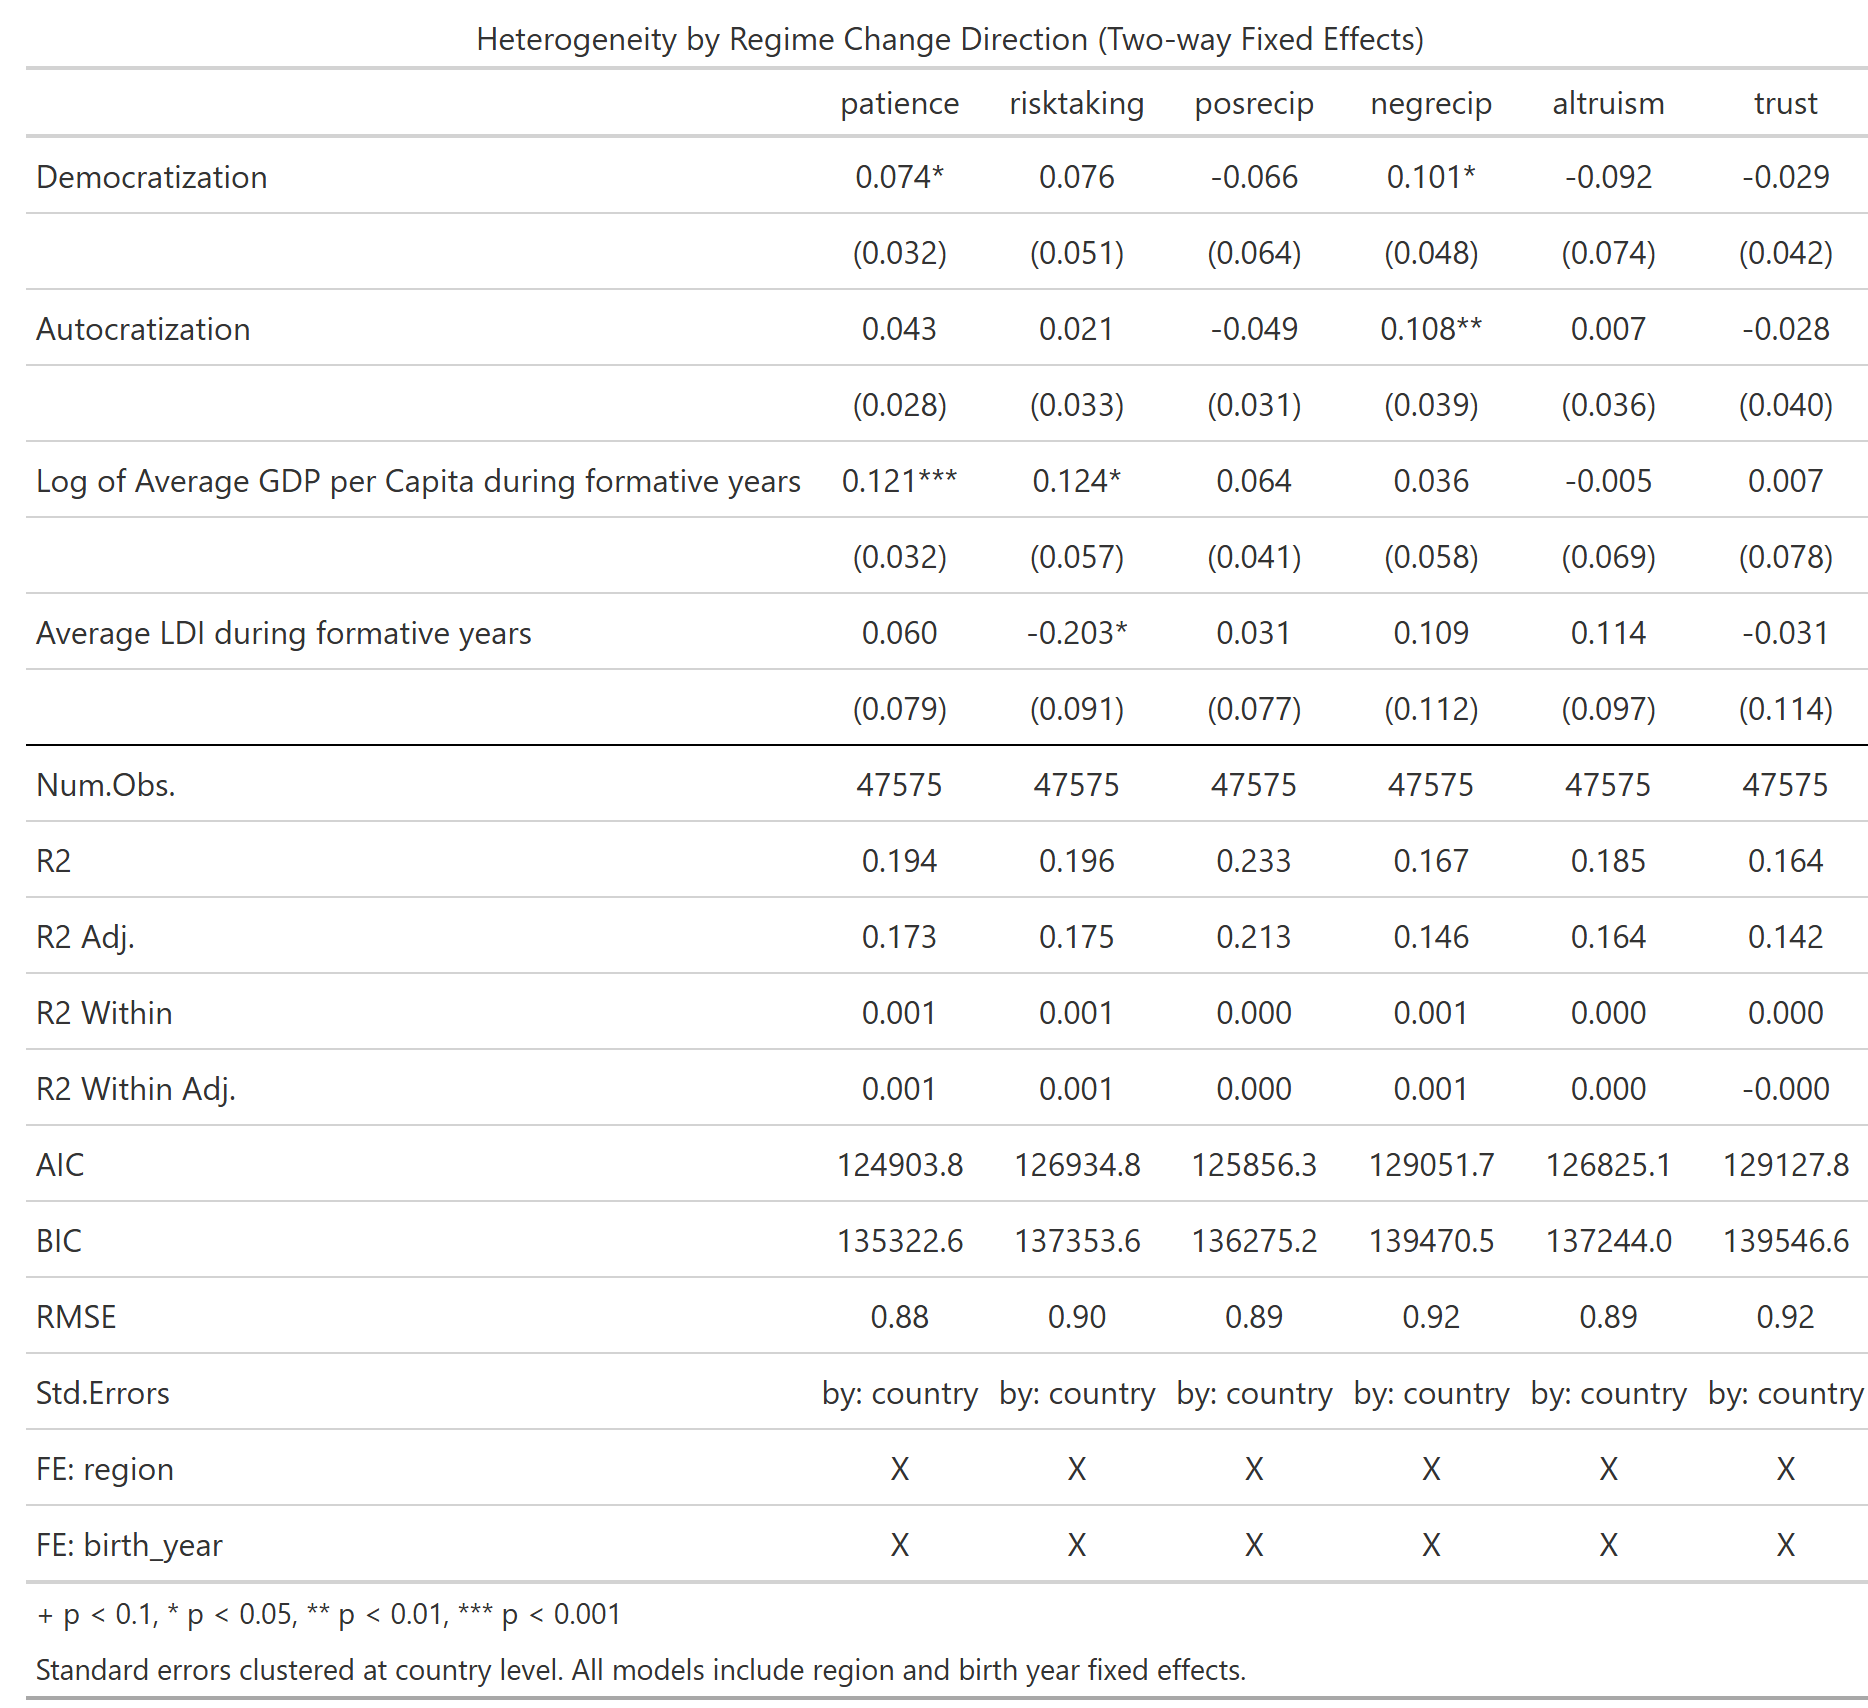 Heterogeneity by Regime Change Direction (Two-way Fixed Effects)
patience risktaking posrecip negrecip altruism trust
Democratization 0.074* 0.076 -0.066 0.101* -0.092 -0.029
(0.032) (0.051) (0.064) (0.048) (0.074) (0.042)
Autocratization 0.043 0.021 -0.049 0.108** 0.007 -0.028
(0.028) (0.033) (0.031) (0.039) (0.036) (0.040)
Log of Average GDP per Capita during formative years 0.121*** 0.124* 0.064 0.036 -0.005 0.007
(0.032) (0.057) (0.041) (0.058) (0.069) (0.078)
Average LDI during formative years 0.060 -0.203* 0.031 0.109 0.114 -0.031
(0.079) (0.091) (0.077) (0.112) (0.097) (0.114)
Num.Obs. 47575 47575 47575 47575 47575 47575
R2 0.194 0.196 0.233 0.167 0.185 0.164
R2 Adj. 0.173 0.175 0.213 0.146 0.164 0.142
R2 Within 0.001 0.001 0.000 0.001 0.000 0.000
R2 Within Adj. 0.001 0.001 0.000 0.001 0.000 -0.000
AIC 124903.8 126934.8 125856.3 129051.7 126825.1 129127.8
BIC 135322.6 137353.6 136275.2 139470.5 137244.0 139546.6
RMSE 0.88 0.90 0.89 0.92 0.89 0.92
Std.Errors by: country by: country by: country by: country by: country by: country
FE: region X X X X X X
FE: birth_year X X X X X X
+ p < 0.1, * p < 0.05, ** p < 0.01, *** p < 0.001
Standard errors clustered at country level. All models include region and birth year fixed effects.